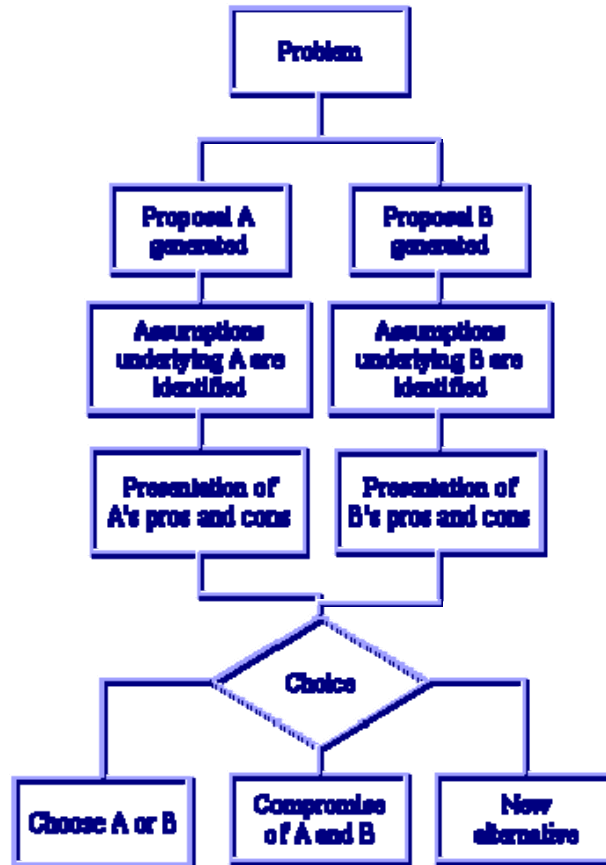 Problem
Proposal A
generated
Proposal B
generated
Assumptions
underlying A are
identified
Assumptions
underlying B are
identified
Presentation of
A's pros and cons
Presentation of
B's pros and cons
Choice
Choose A or B
Compromise
of A and B
New
alternative